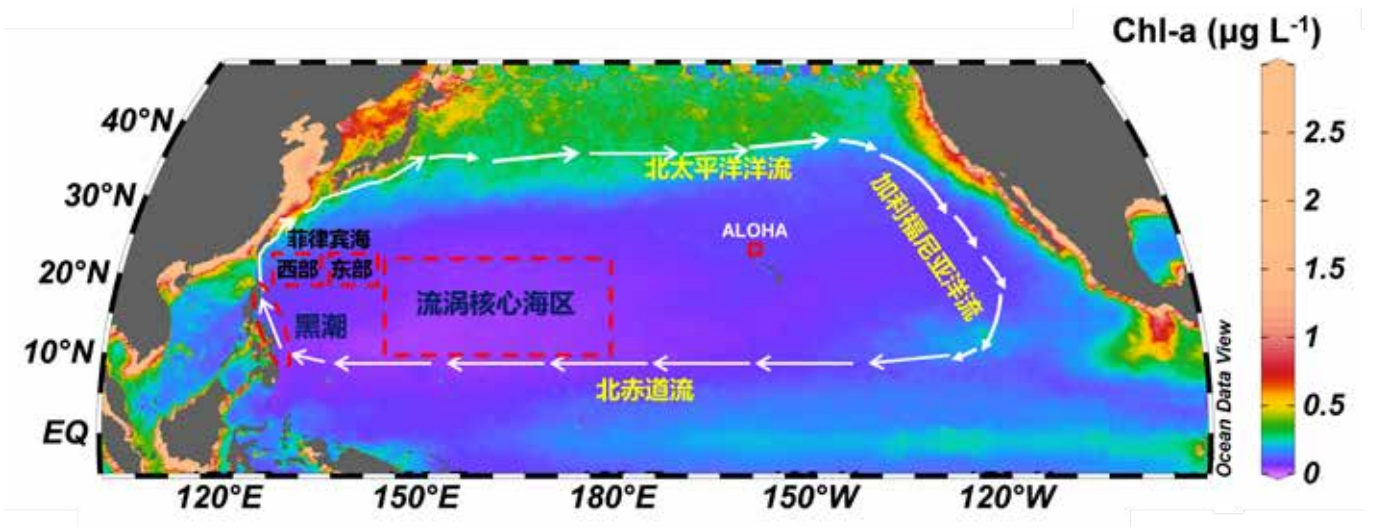 Chl-a (μg L-1)
40°N
30°N
20°N
10°N
EQ
北太平洋洋流
加利福尼亚洋流
ALOHA
菲律宾海
西部 东部
流涡核心海区
黑潮
北赤道流
120°E 150°E 180°E 150°W 120°W
Ocean Data View
2.5
2
1.5
1
0.5
0